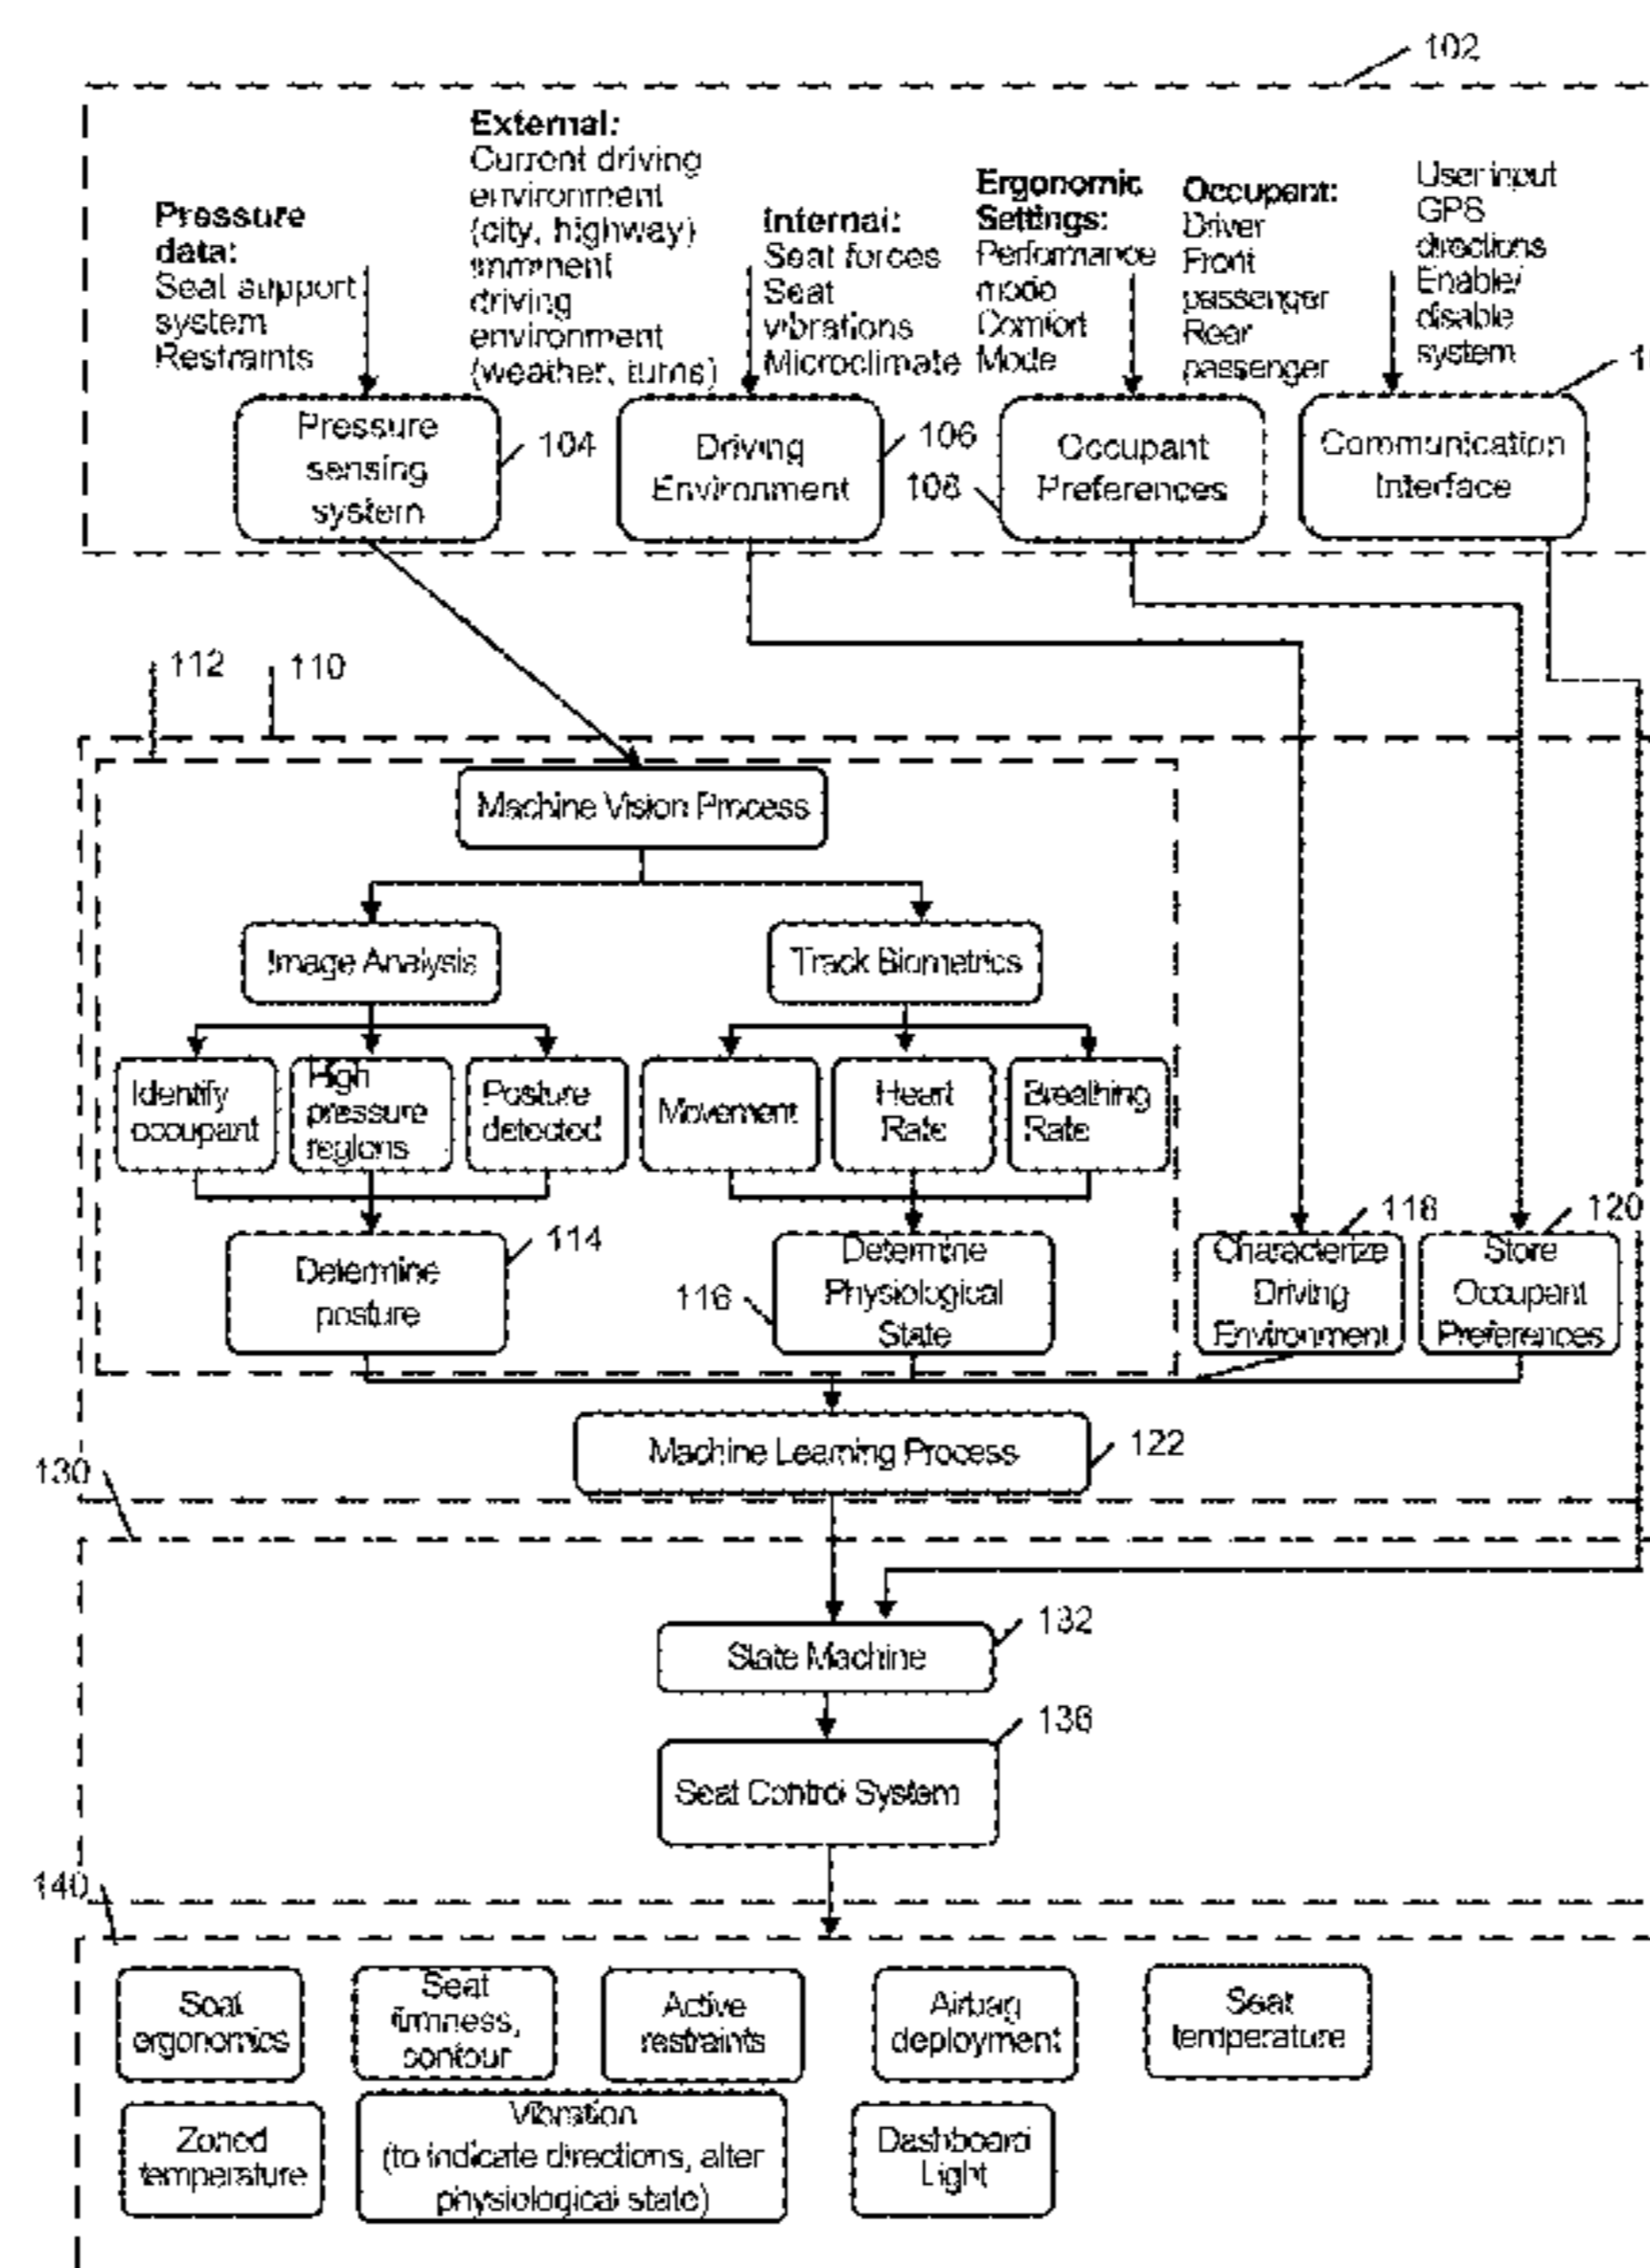 102
Pressure
data:
Seat support
system
Restraints
External:
Current driving
environment
(city, highway)
Imminent
driving
environment
(weather, turns)
Internal:
Seat forces
Seat
vibrations
Microclimate
Ergonomic
Settings:
Performance
mode
Comfort
Mode
Occupant:
Driver
Front
passenger
Rear
passenger
User input
GPS
directions
Enable/
disable
system
Pressure
sensing
system
104
Driving
Environment
106
108
Occupant
Preferences
Communication
Interface
112
110
Machine Vision Process
Image Analysis
Track Biometrics
Identify
occupant
High
pressure
regions
Posture
detected
Movement
Heart
Rate
Breathing
Rate
Determine
posture
114
116
Determine
Physiological
State
118
Characterize
Driving
Environment
120
Store
Occupant
Preferences
Machine Learning Process
122
130
State Machine
132
Seat Control System
136
140
Seat
ergonomics
Seat
firmness,
contour
Active
restraints
Airbag
deployment
Seat
temperature
Zoned
temperature
Vibration
(to indicate directions, alter
physiological state)
Dashboard
Light